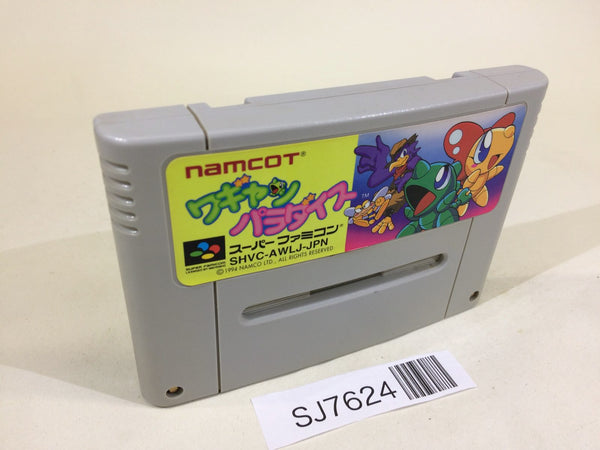 namcot
ワギャン
パラダイス
TM
スーパーファミコン
SHVC-AWLJ-JPN
© 1994 NAMCO LTD., ALL RIGHTS RESERVED
SJ7624